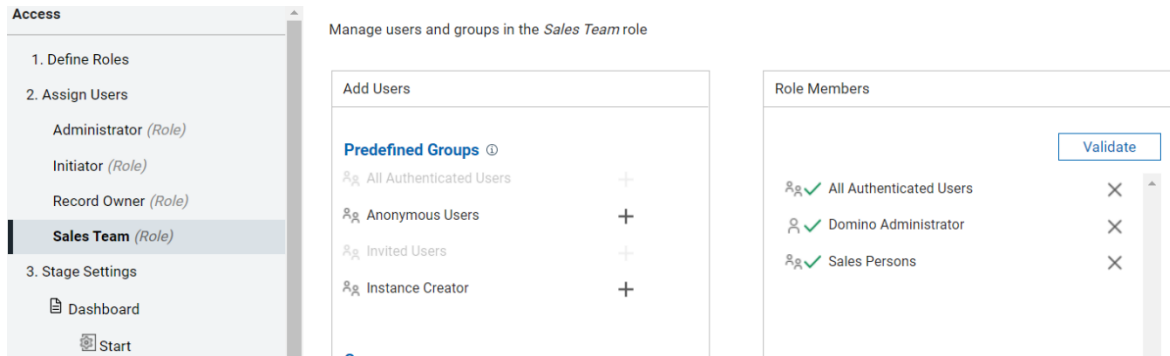 Access
1. Define Roles
2. Assign Users
Administrator (Role)
Initiator (Role)
Record Owner (Role)
Sales Team (Role)
3. Stage Settings
Dashboard
Start
Manage users and groups in the Sales Team role
Add Users
Predefined Groups
All Authenticated Users
Anonymous Users
Invited Users
Instance Creator
Role Members
Validate
All Authenticated Users
Domino Administrator
Sales Persons